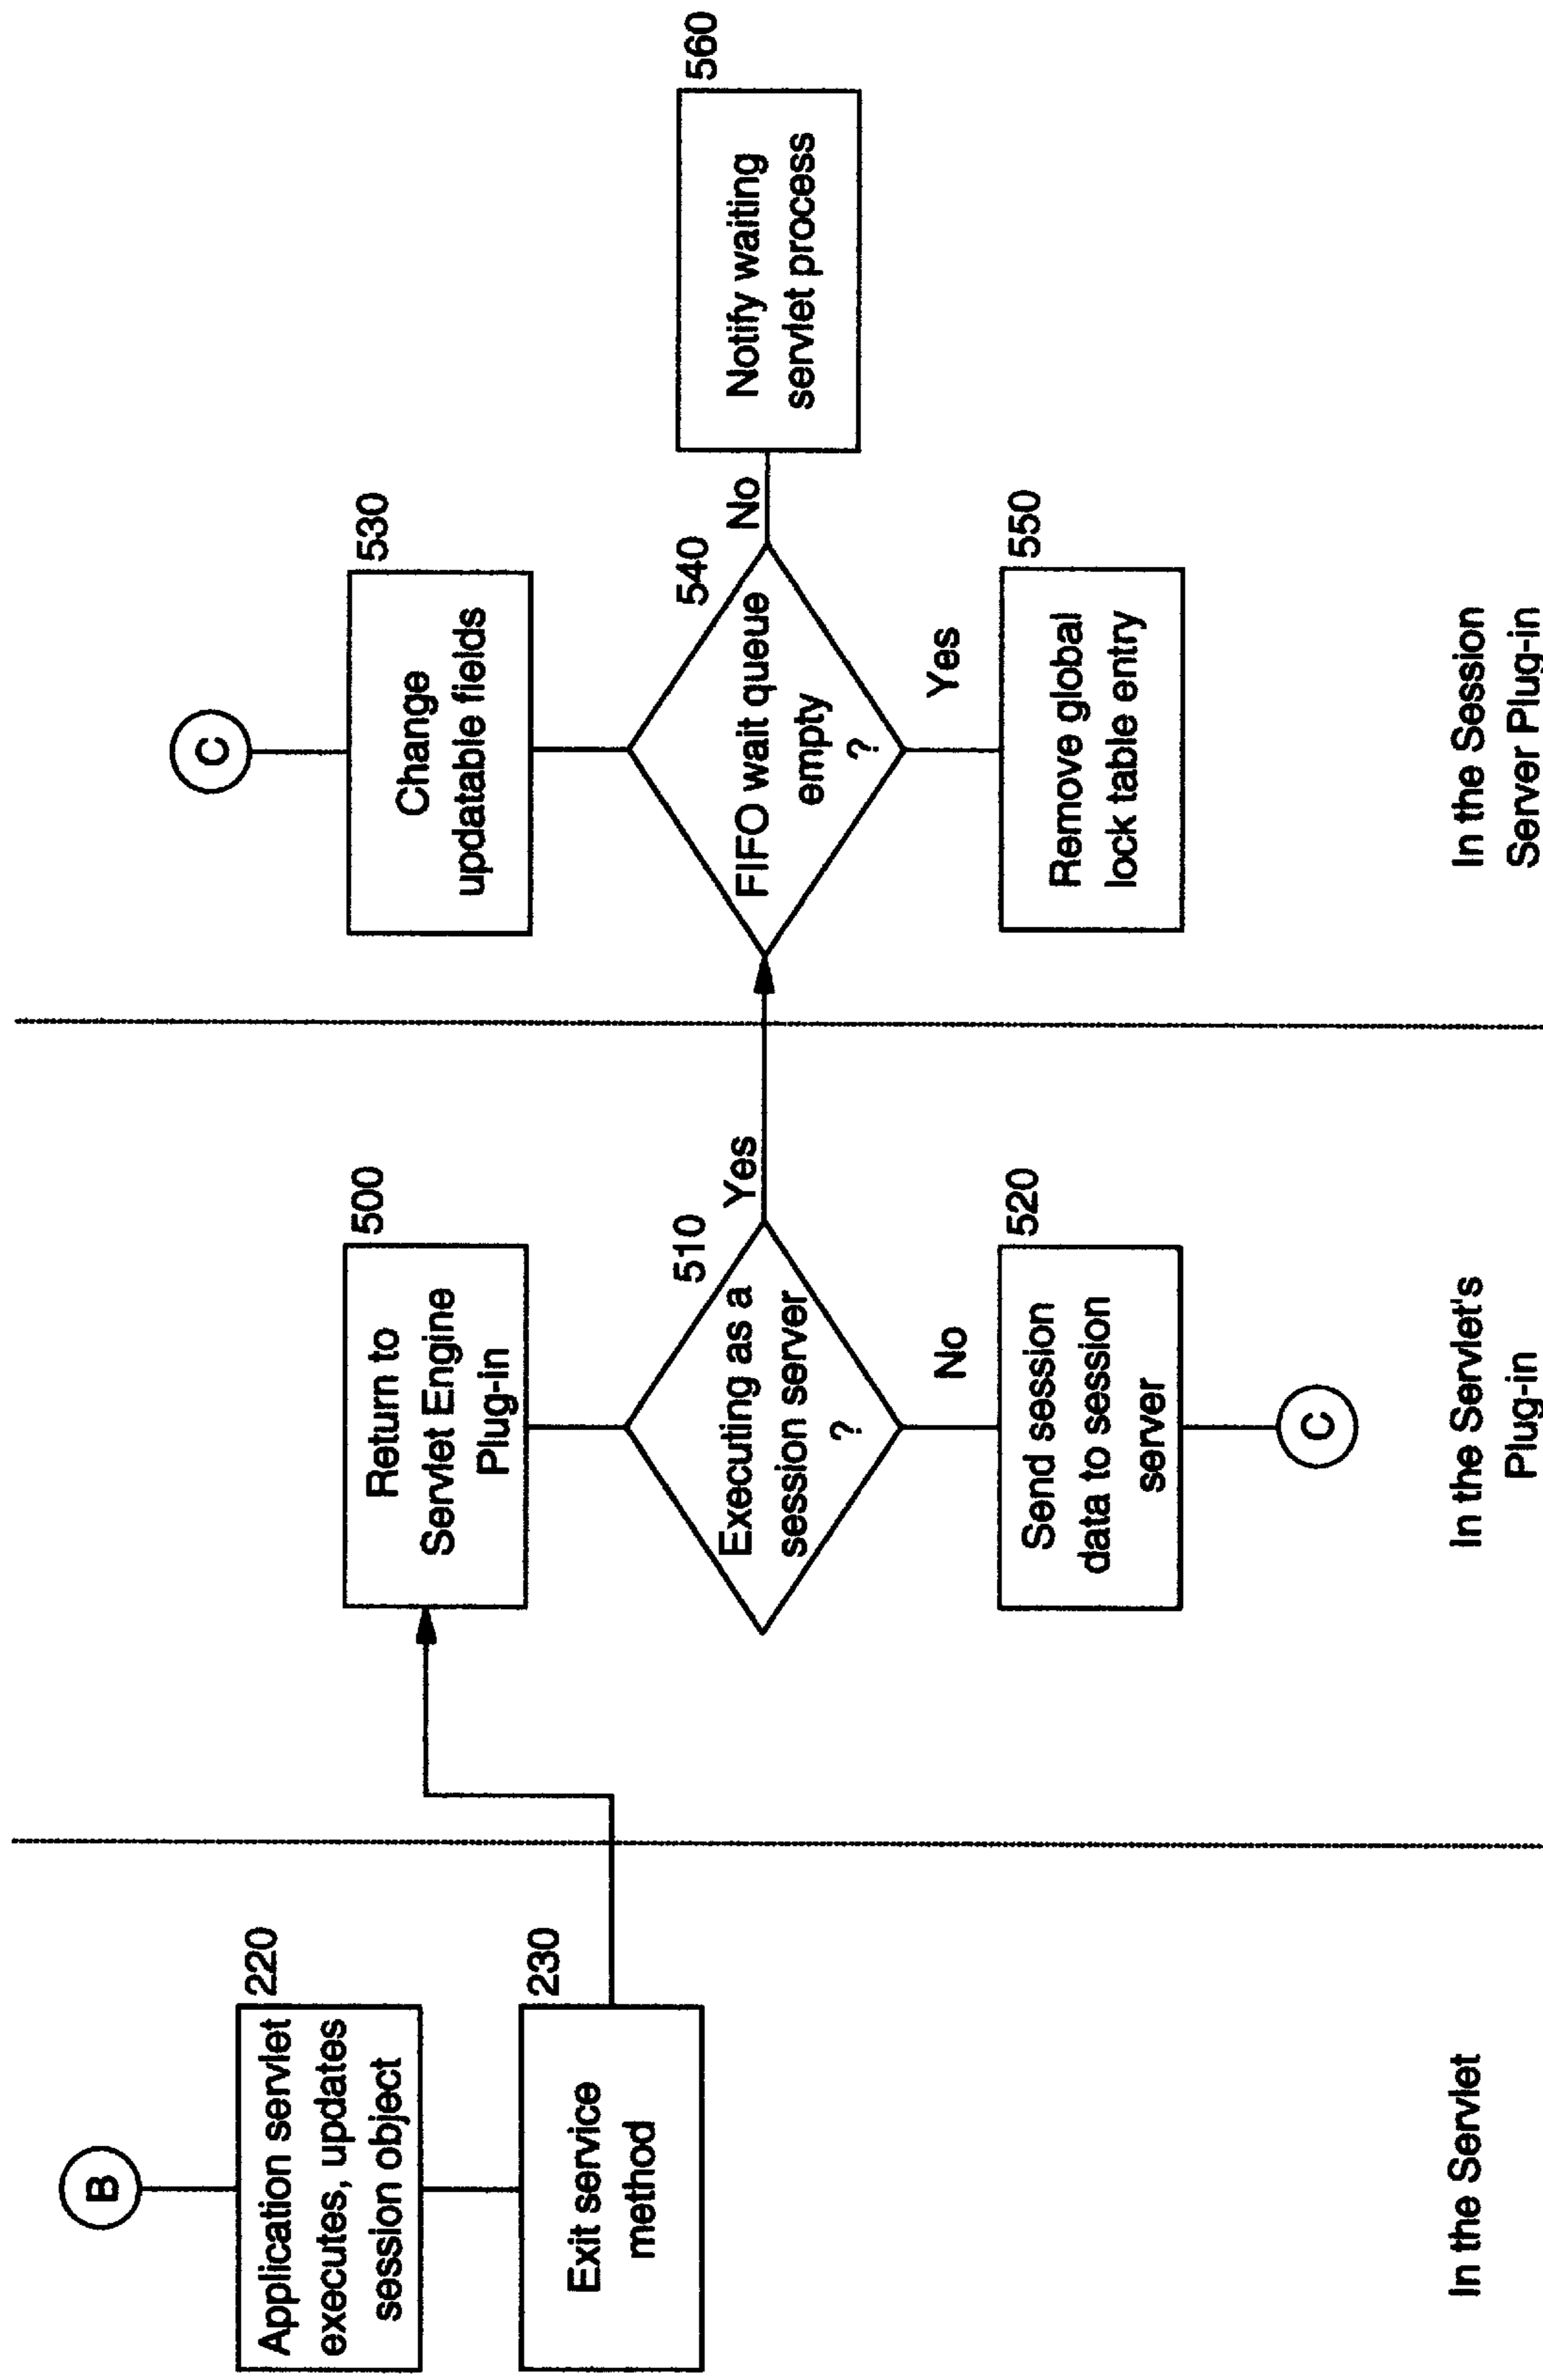 B
220
Application servlet
executes, updates
session object
230
Exit service
method
In the Servlet
500
Return to
Servlet Engine
Plug-in
510
Executing as a
session server
?
Yes
No
520
Send session
data to session
server
C
In the Servlet's
Plug-in
C
530
Change
updatable fields
540
FIFO wait queue
empty
?
No
560
Notify waiting
servlet process
Yes
550
Remove global
lock table entry
In the Session
Server Plug-in